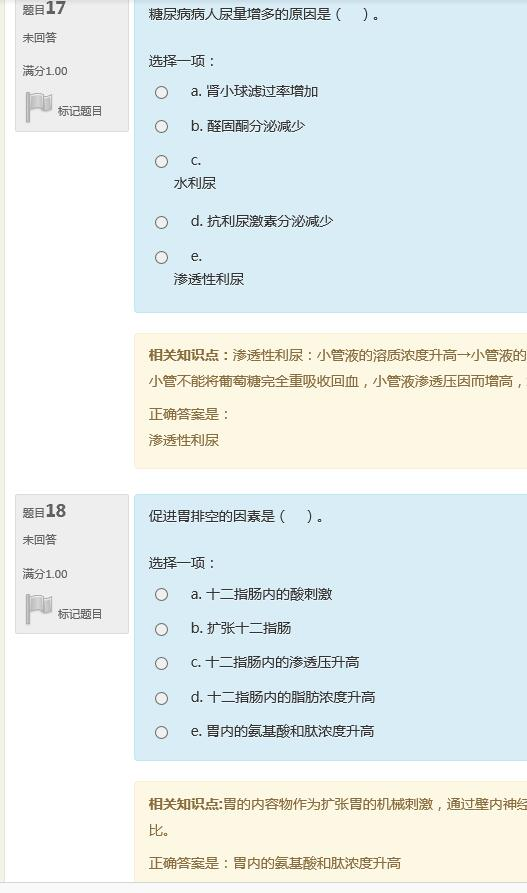 题目17
未回答
满分1.00
标记题目
糖尿病病人尿量增多的原因是（ ）。
选择一项：
a. 肾小球滤过率增加
b. 醛固酮分泌减少
c.
水利尿
d. 抗利尿激素分泌减少
e.
渗透性利尿
相关知识点：渗透性利尿：小管液的溶质浓度升高→小管液的
小管不能将葡萄糖完全重吸收回血，小管液渗透压因而增高，
正确答案是：
渗透性利尿
题目18
未回答
满分1.00
标记题目
促进胃排空的因素是（ ）。
选择一项：
a. 十二指肠内的酸刺激
b. 扩张十二指肠
c. 十二指肠内的渗透压升高
d. 十二指肠内的脂肪浓度升高
e. 胃内的氨基酸和肽浓度升高
相关知识点:胃的内容物作为扩张胃的机械刺激，通过壁内神经
比。
正确答案是：胃内的氨基酸和肽浓度升高